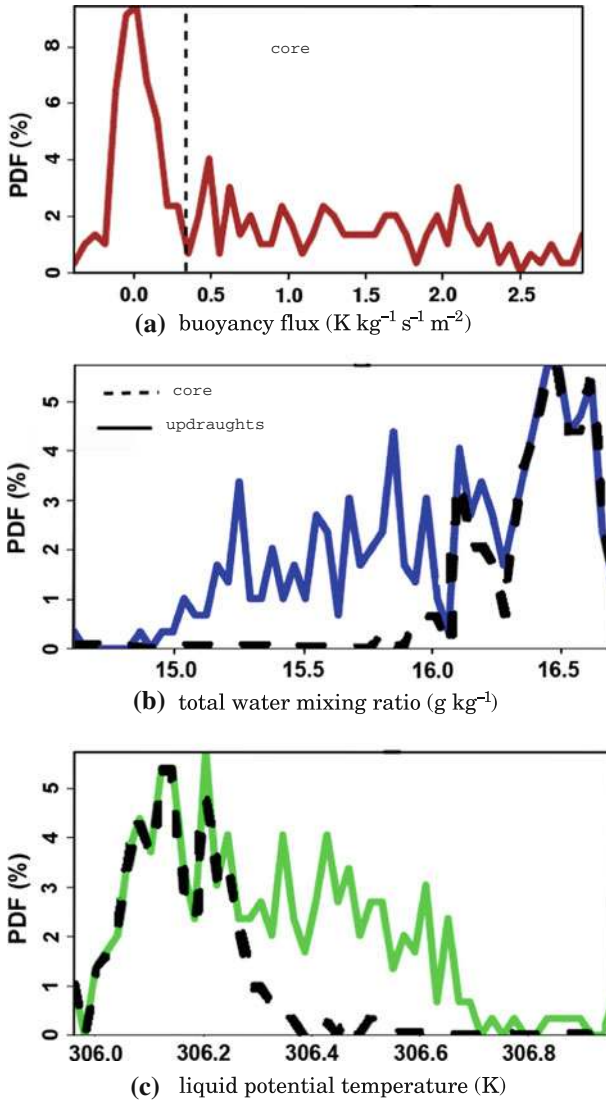 PDF (%)
8
6
4
2
0
core
0.0 0.5 1.0 1.5 2.0 2.5
(a) buoyancy flux (K kg⁻¹ s⁻¹ m⁻²)
PDF (%)
5
4
3
2
1
0
core
updraughts
15.0 15.5 16.0 16.5
(b) total water mixing ratio (g kg⁻¹)
PDF (%)
5
4
3
2
1
0
306.0 306.2 306.4 306.6 306.8
(c) liquid potential temperature (K)